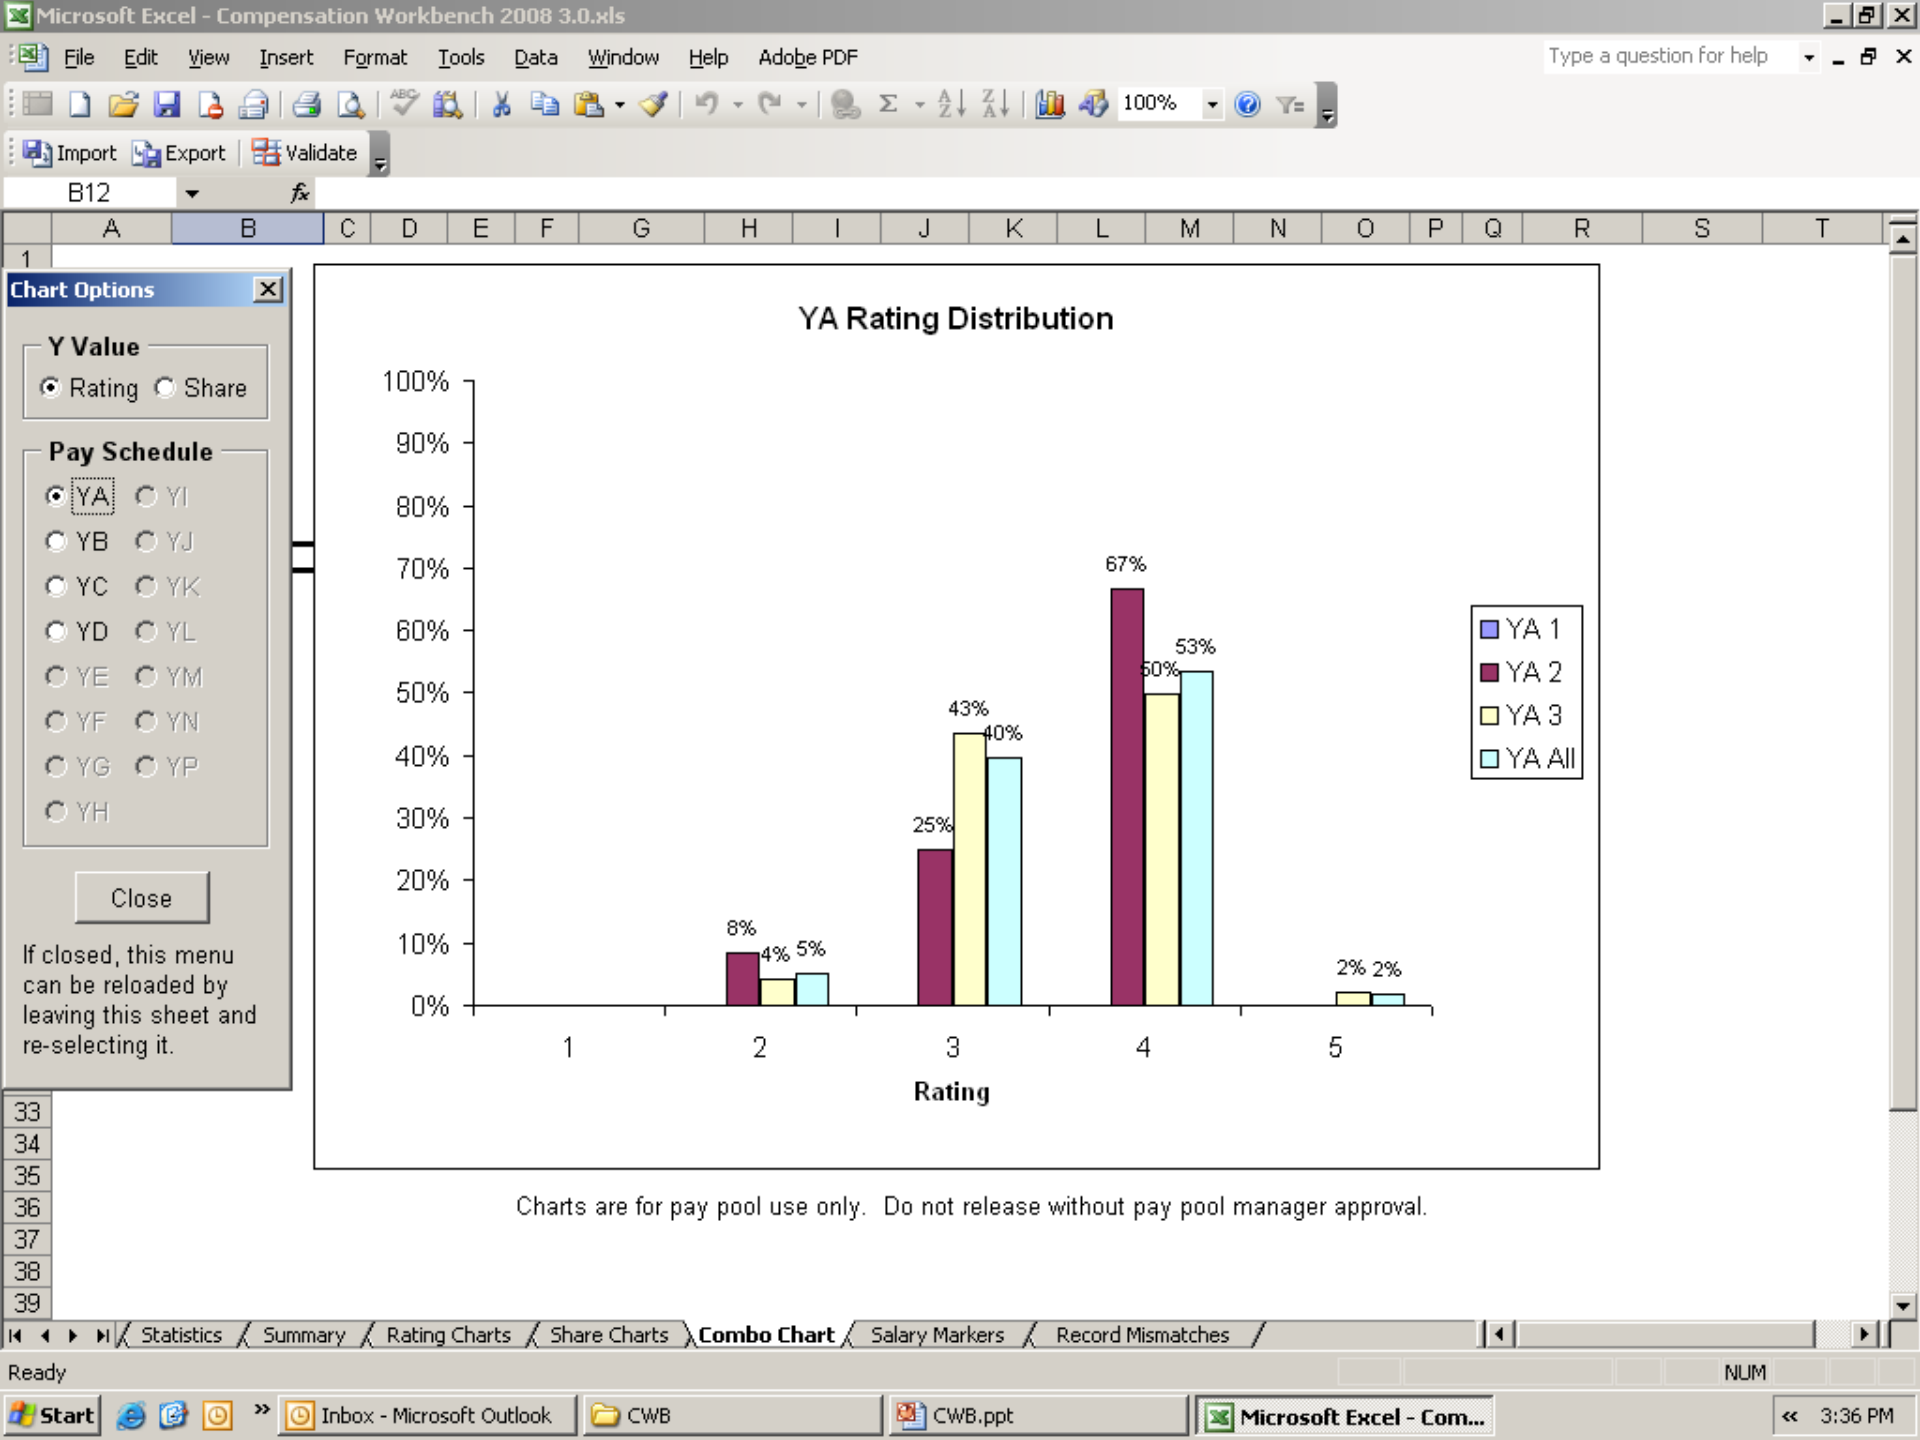 Microsoft Excel - Compensation Workbench 2008 3.0.xls
File Edit View Insert Format Tools Data Window Help Adobe PDF Type a question for help
ABC Σ A Z Z A 100%
Import Export Validate
B12 fx
A B C D E F G H I J K L M N O P Q R S T
1
Chart Options
Y Value
Rating Share
Pay Schedule
YA YI
YB YJ
YC YK
YD YL
YE YM
YF YN
YG YP
YH
Close
If closed, this menu
can be reloaded by
leaving this sheet and
re-selecting it.
YA Rating Distribution
100%
90%
80%
70%
60%
50%
40%
30%
20%
10%
0%
8% 4% 5%
25% 43% 40%
67% 50% 53%
2% 2%
1 2 3 4 5
Rating
YA 1
YA 2
YA 3
YA All
33
34
35
36
37
38
39
Charts are for pay pool use only. Do not release without pay pool manager approval.
Statistics Summary Rating Charts Share Charts Combo Chart Salary Markers Record Mismatches
Ready NUM
Start » Inbox - Microsoft Outlook CWB CWB.ppt Microsoft Excel - Com... « 3:36 PM